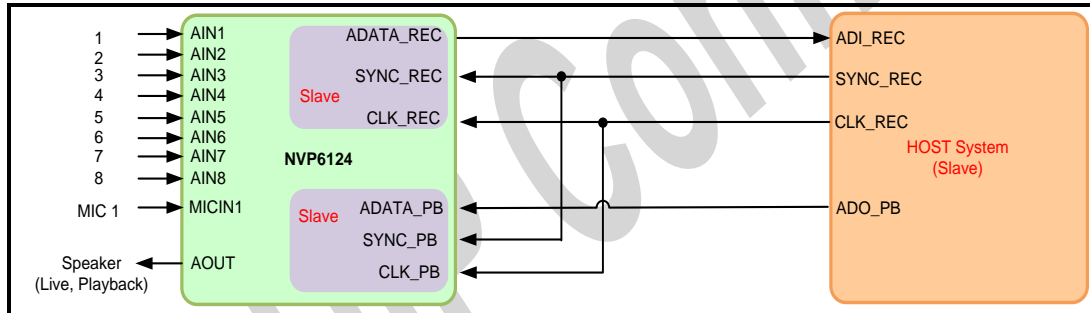 1
2
3
4
5
6
7
8
MIC 1
Speaker
(Live, Playback)
AIN1
AIN2
AIN3
AIN4
AIN5
AIN6
AIN7
AIN8
MICIN1
AOUT
NVP6124
Slave
ADATA_REC
SYNC_REC
CLK_REC
Slave
ADATA_PB
SYNC_PB
CLK_PB
ADI_REC
SYNC_REC
CLK_REC
HOST System
(Slave)
ADO_PB